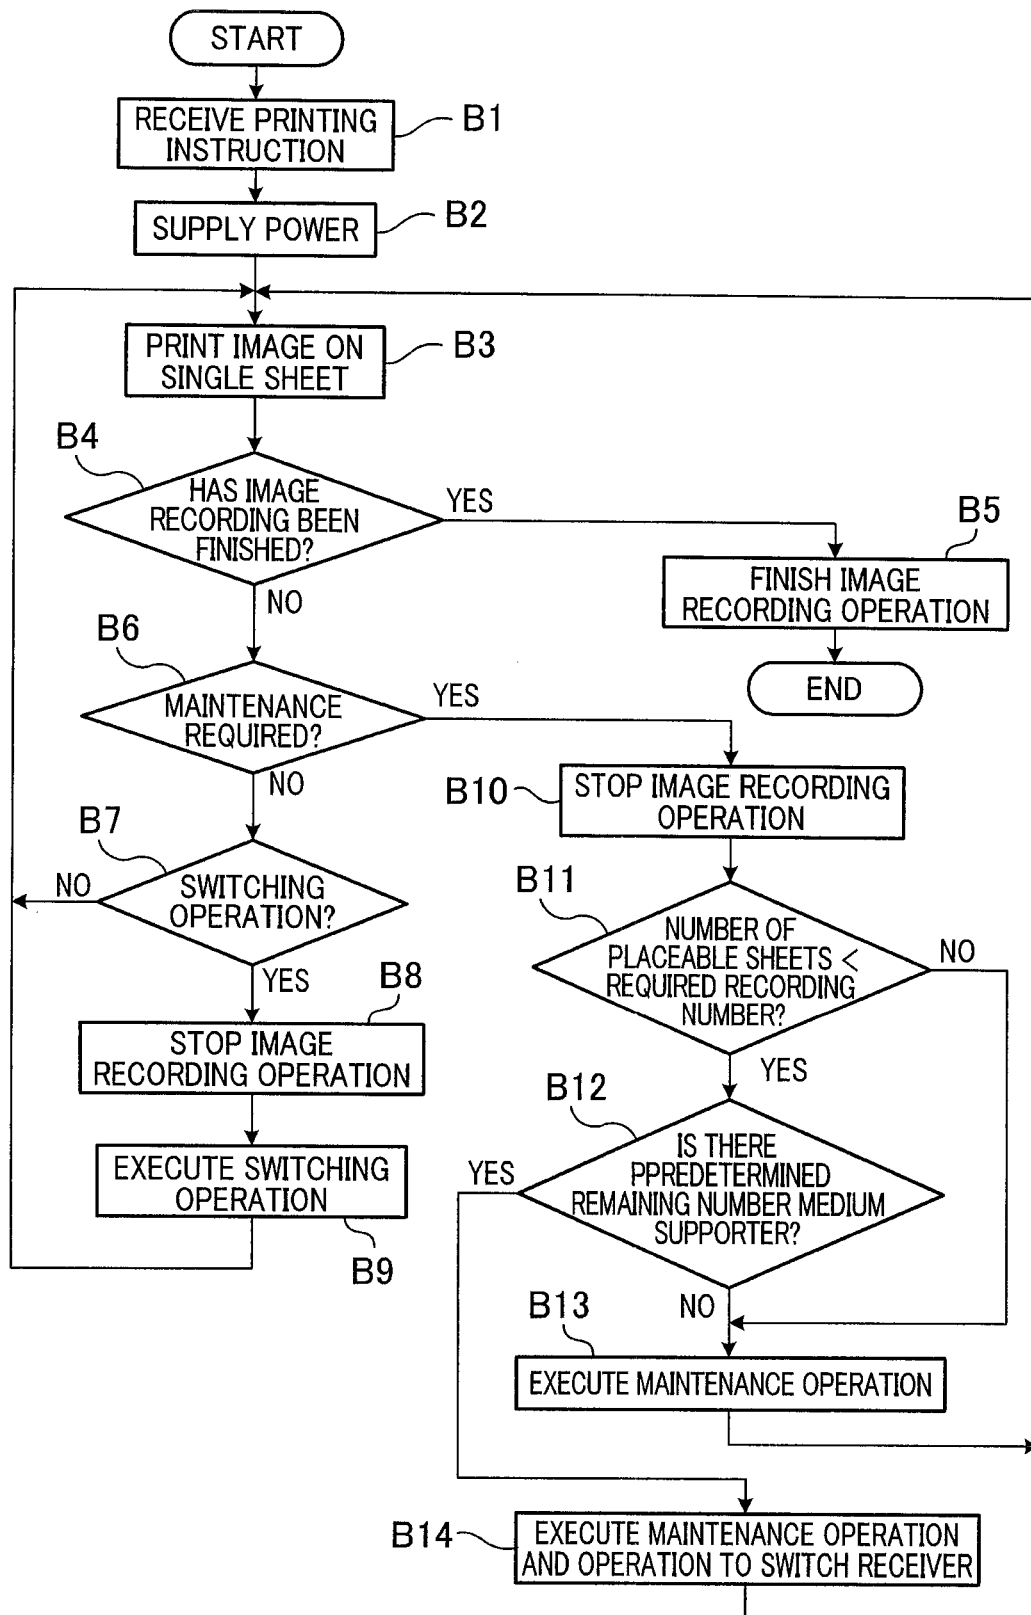 START
RECEIVE PRINTING
INSTRUCTION
B1
SUPPLY POWER
B2
PRINT IMAGE ON
SINGLE SHEET
B3
B4
HAS IMAGE
RECORDING BEEN
FINISHED?
YES
NO
B5
FINISH IMAGE
RECORDING OPERATION
END
B6
MAINTENANCE
REQUIRED?
YES
NO
B7
SWITCHING
OPERATION?
NO
YES
B8
STOP IMAGE
RECORDING OPERATION
EXECUTE SWITCHING
OPERATION
B9
B10
STOP IMAGE RECORDING
OPERATION
B11
NUMBER OF
PLACEABLE SHEETS <
REQUIRED RECORDING
NUMBER?
NO
YES
B12
IS THERE
PPREDETERMINED
REMAINING NUMBER MEDIUM
SUPPORTER?
YES
NO
B13
EXECUTE MAINTENANCE OPERATION
B14
EXECUTE MAINTENANCE OPERATION
AND OPERATION TO SWITCH RECEIVER